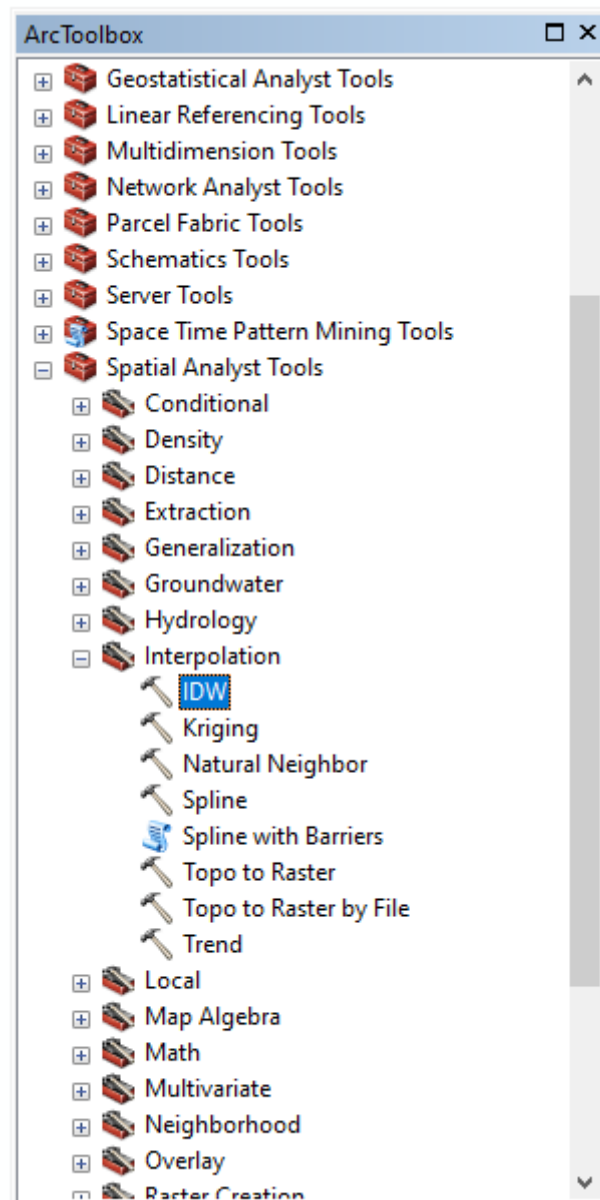 ArcToolbox
Geostatistical Analyst Tools
Linear Referencing Tools
Multidimension Tools
Network Analyst Tools
Parcel Fabric Tools
Schematics Tools
Server Tools
Space Time Pattern Mining Tools
Spatial Analyst Tools
Conditional
Density
Distance
Extraction
Generalization
Groundwater
Hydrology
Interpolation
IDW
Kriging
Natural Neighbor
Spline
Spline with Barriers
Topo to Raster
Topo to Raster by File
Trend
Local
Map Algebra
Math
Multivariate
Neighborhood
Overlay
Raster Creation